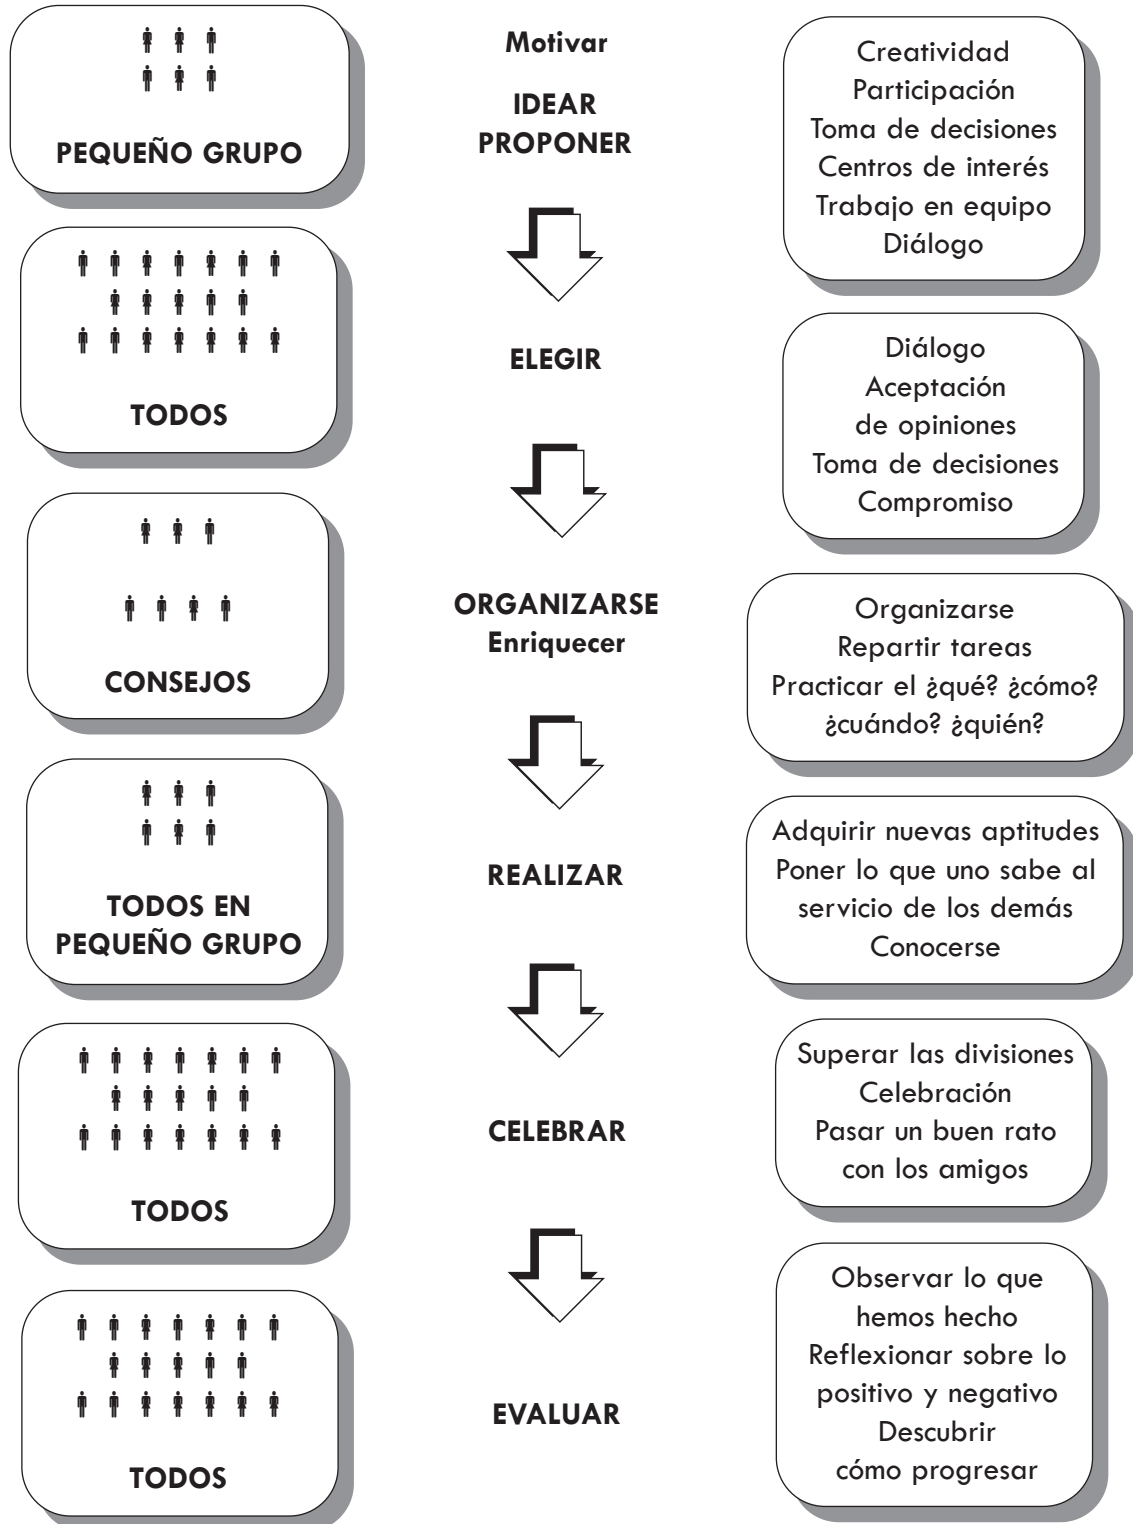 PEQUEÑO GRUPO
Motivar
IDEAR
PROPONER
Creatividad
Participación
Toma de decisiones
Centros de interés
Trabajo en equipo
Diálogo
TODOS
ELEGIR
Diálogo
Aceptación
de opiniones
Toma de decisiones
Compromiso
CONSEJOS
ORGANIZARSE
Enriquecer
Organizarse
Repartir tareas
Practicar el ¿qué? ¿cómo?
¿cuándo? ¿quién?
TODOS EN
PEQUEÑO GRUPO
REALIZAR
Adquirir nuevas aptitudes
Poner lo que uno sabe al
servicio de los demás
Conocerse
TODOS
CELEBRAR
Superar las divisiones
Celebración
Pasar un buen rato
con los amigos
TODOS
EVALUAR
Observar lo que
hemos hecho
Reflexionar sobre lo
positivo y negativo
Descubrir
cómo progresar